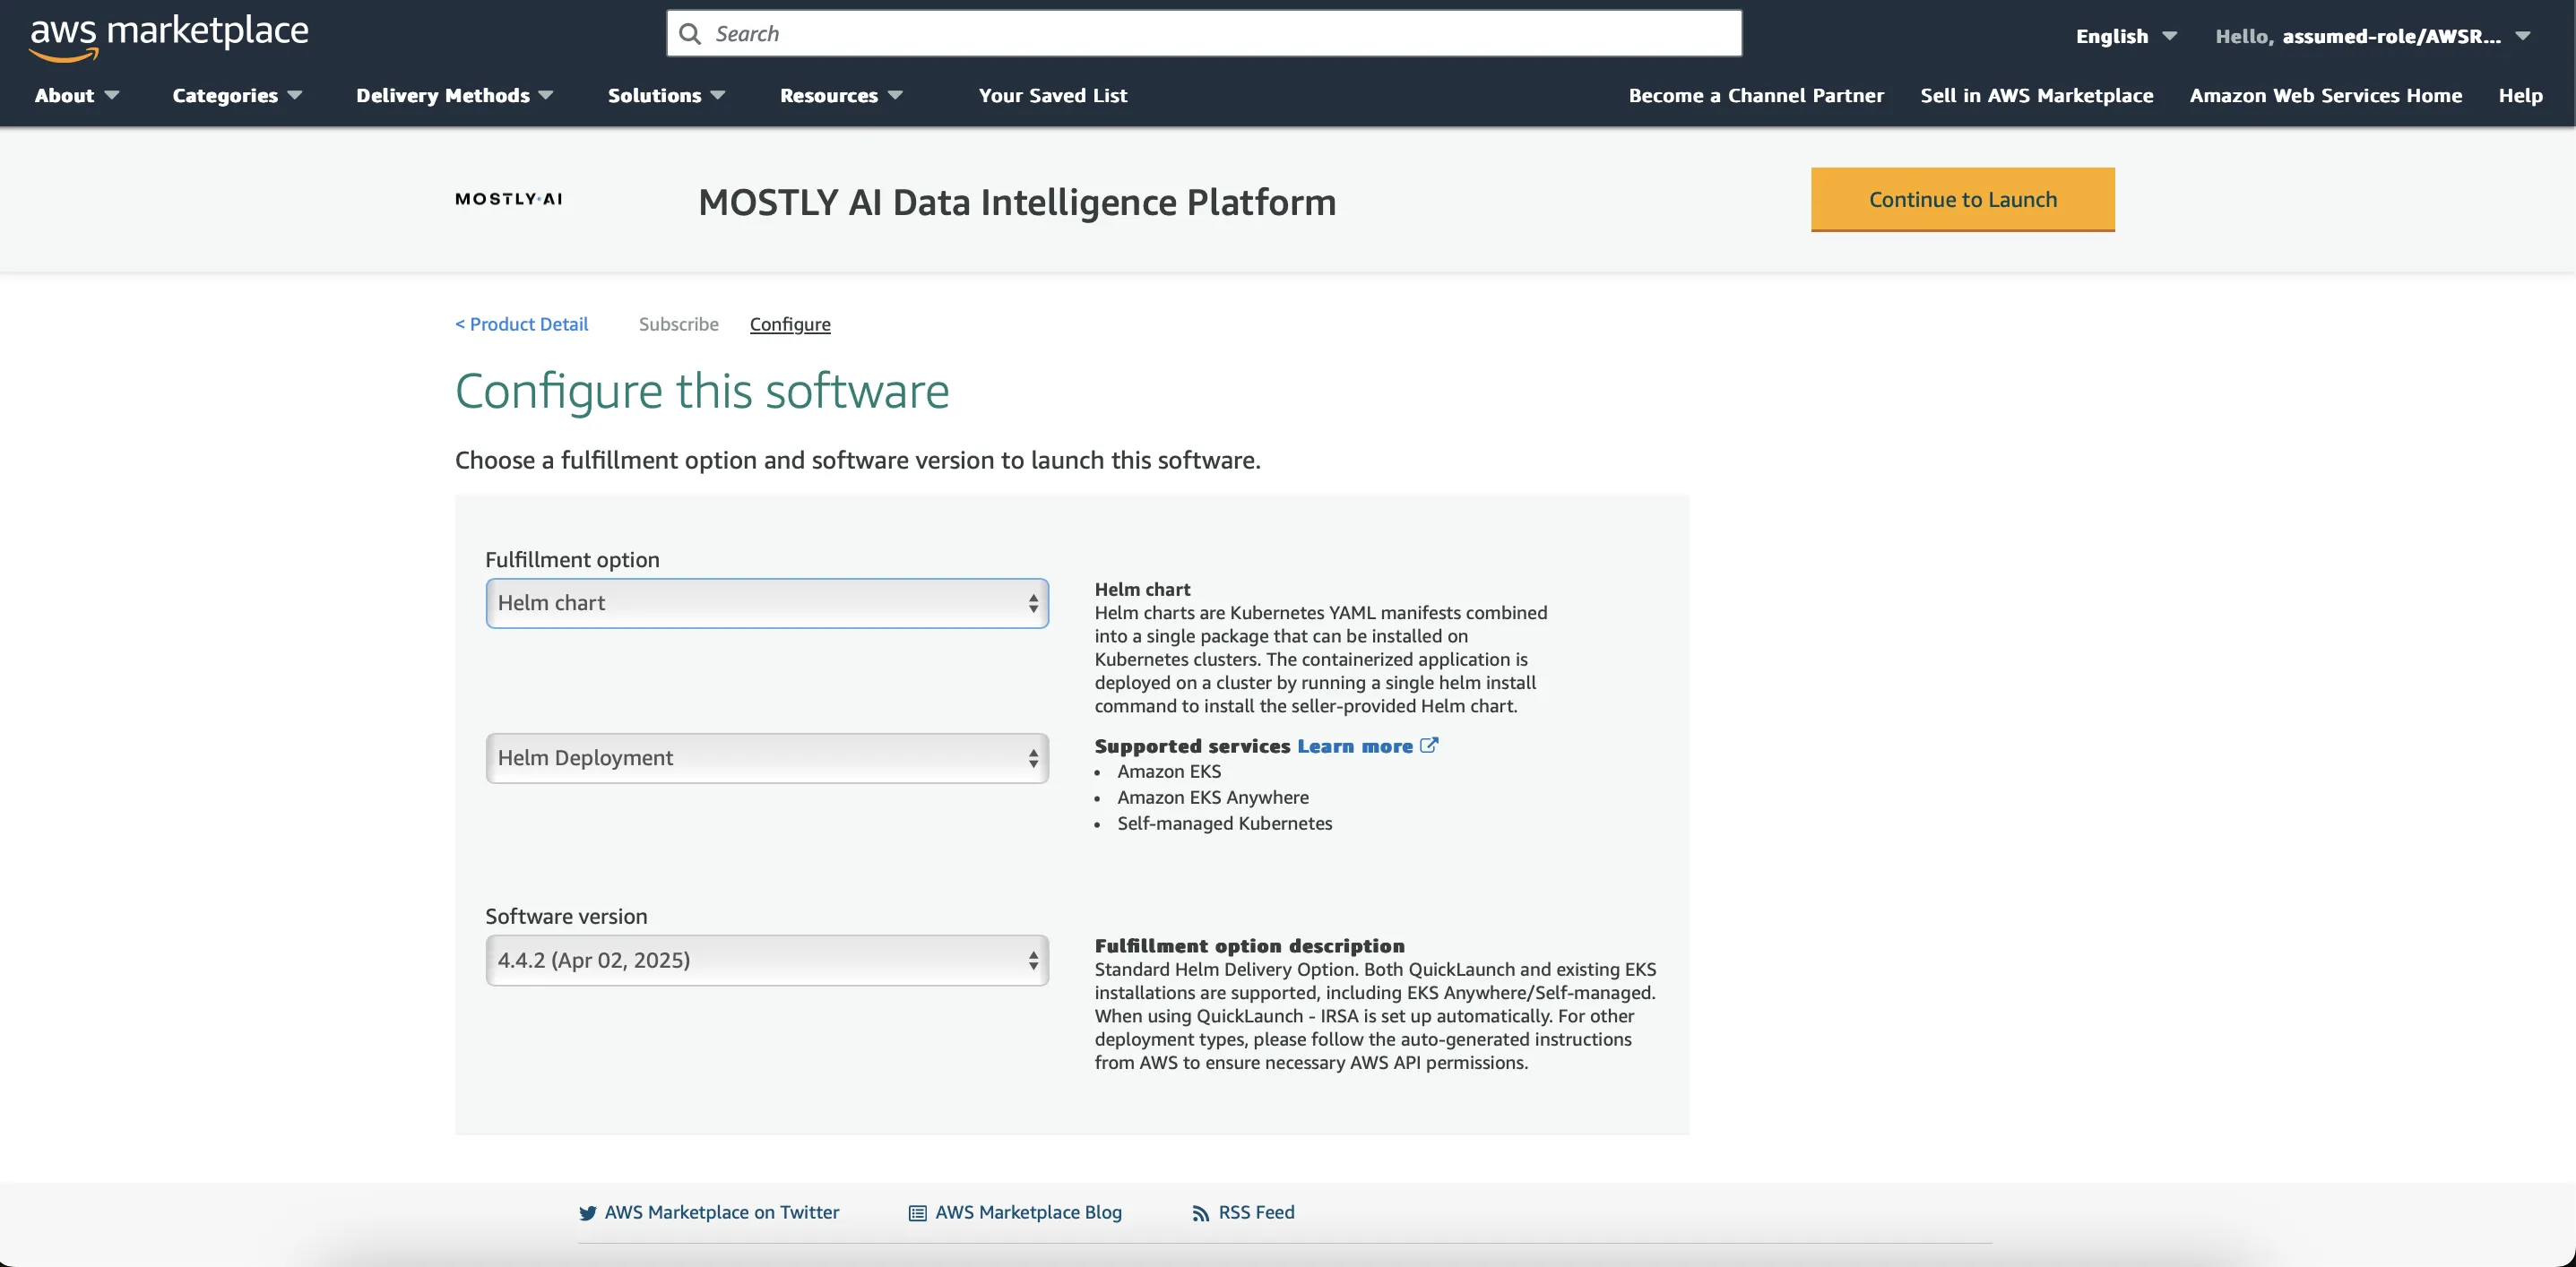 aws marketplace
Search
English
Hello, assumed-role/AWSR...
About
Categories
Delivery Methods
Solutions
Resources
Your Saved List
Become a Channel Partner
Sell in AWS Marketplace
Amazon Web Services Home
Help
MOSTLY·AI
MOSTLY AI Data Intelligence Platform
Continue to Launch
< Product Detail
Subscribe
Configure
Configure this software
Choose a fulfillment option and software version to launch this software.
Fulfillment option
Helm chart
Helm chart
Helm charts are Kubernetes YAML manifests combined
into a single package that can be installed on
Kubernetes clusters. The containerized application is
deployed on a cluster by running a single helm install
command to install the seller-provided Helm chart.
Helm Deployment
Supported services Learn more
• Amazon EKS
• Amazon EKS Anywhere
• Self-managed Kubernetes
Software version
4.4.2 (Apr 02, 2025)
Fulfillment option description
Standard Helm Delivery Option. Both QuickLaunch and existing EKS
installations are supported, including EKS Anywhere/Self-managed.
When using QuickLaunch - IRSA is set up automatically. For other
deployment types, please follow the auto-generated instructions
from AWS to ensure necessary AWS API permissions.
AWS Marketplace on Twitter
AWS Marketplace Blog
RSS Feed